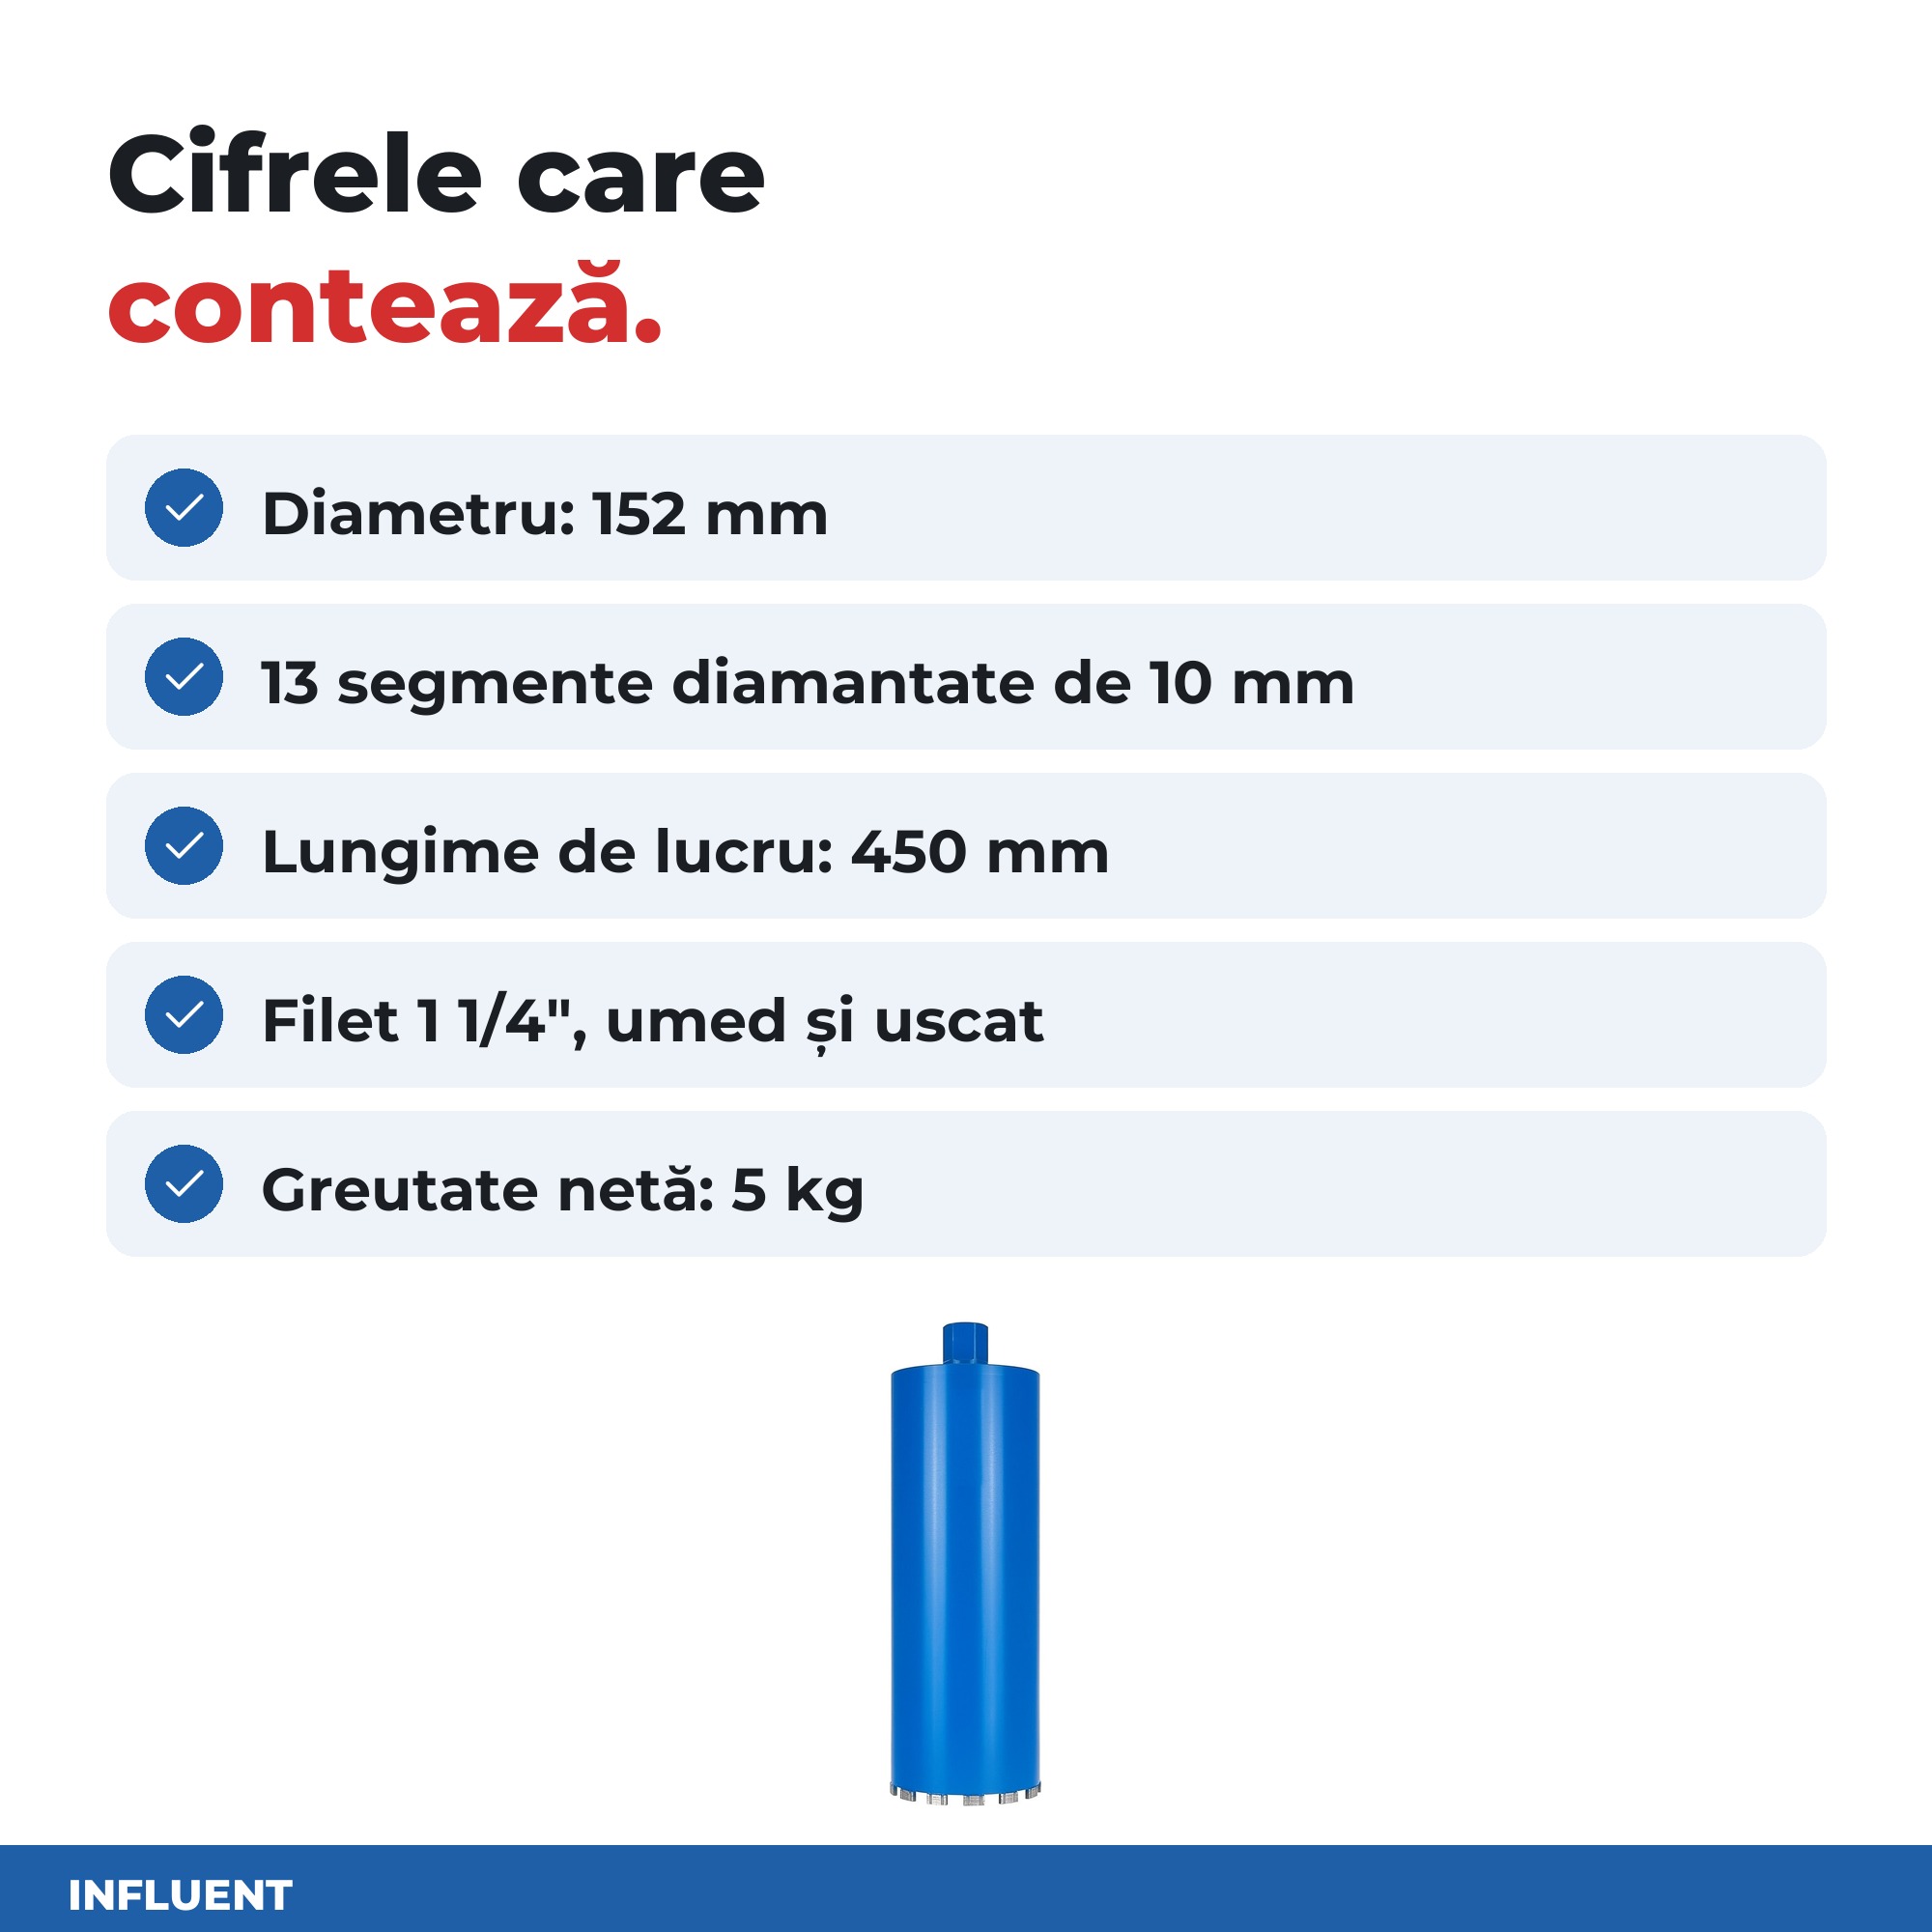 Cifrele care
contează.
Diametru: 152 mm
13 segmente diamantate de 10 mm
Lungime de lucru: 450 mm
Filet 1 1/4", umed și uscat
Greutate netă: 5 kg
INFLUENT